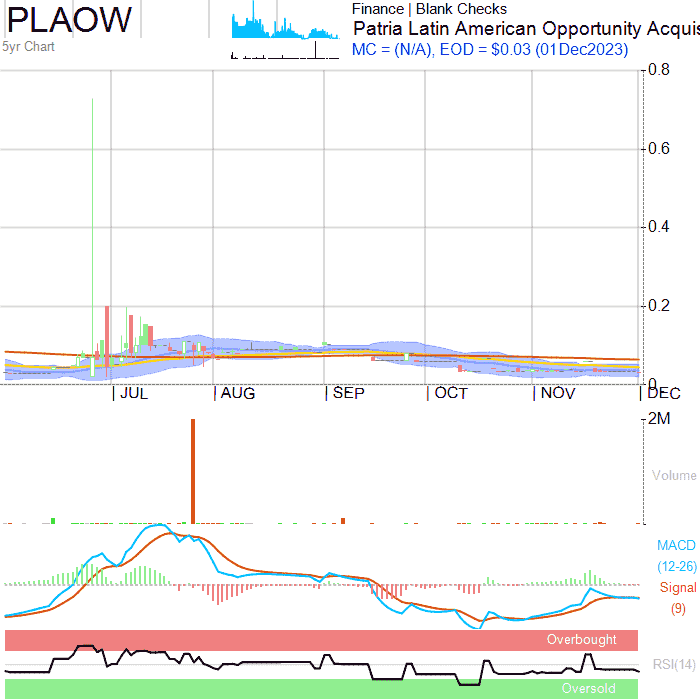 PLAOW
5yr Chart
Finance | Blank Checks
Patria Latin American Opportunity Acquis
MC = (N/A), EOD = $0.03 (01Dec2023)
0.8
0.6
0.4
0.2
0
JUL
AUG
SEP
OCT
NOV
DEC
2M
Volume
MACD
(12-26)
Signal
(9)
Overbought
RSI(14)
Oversold